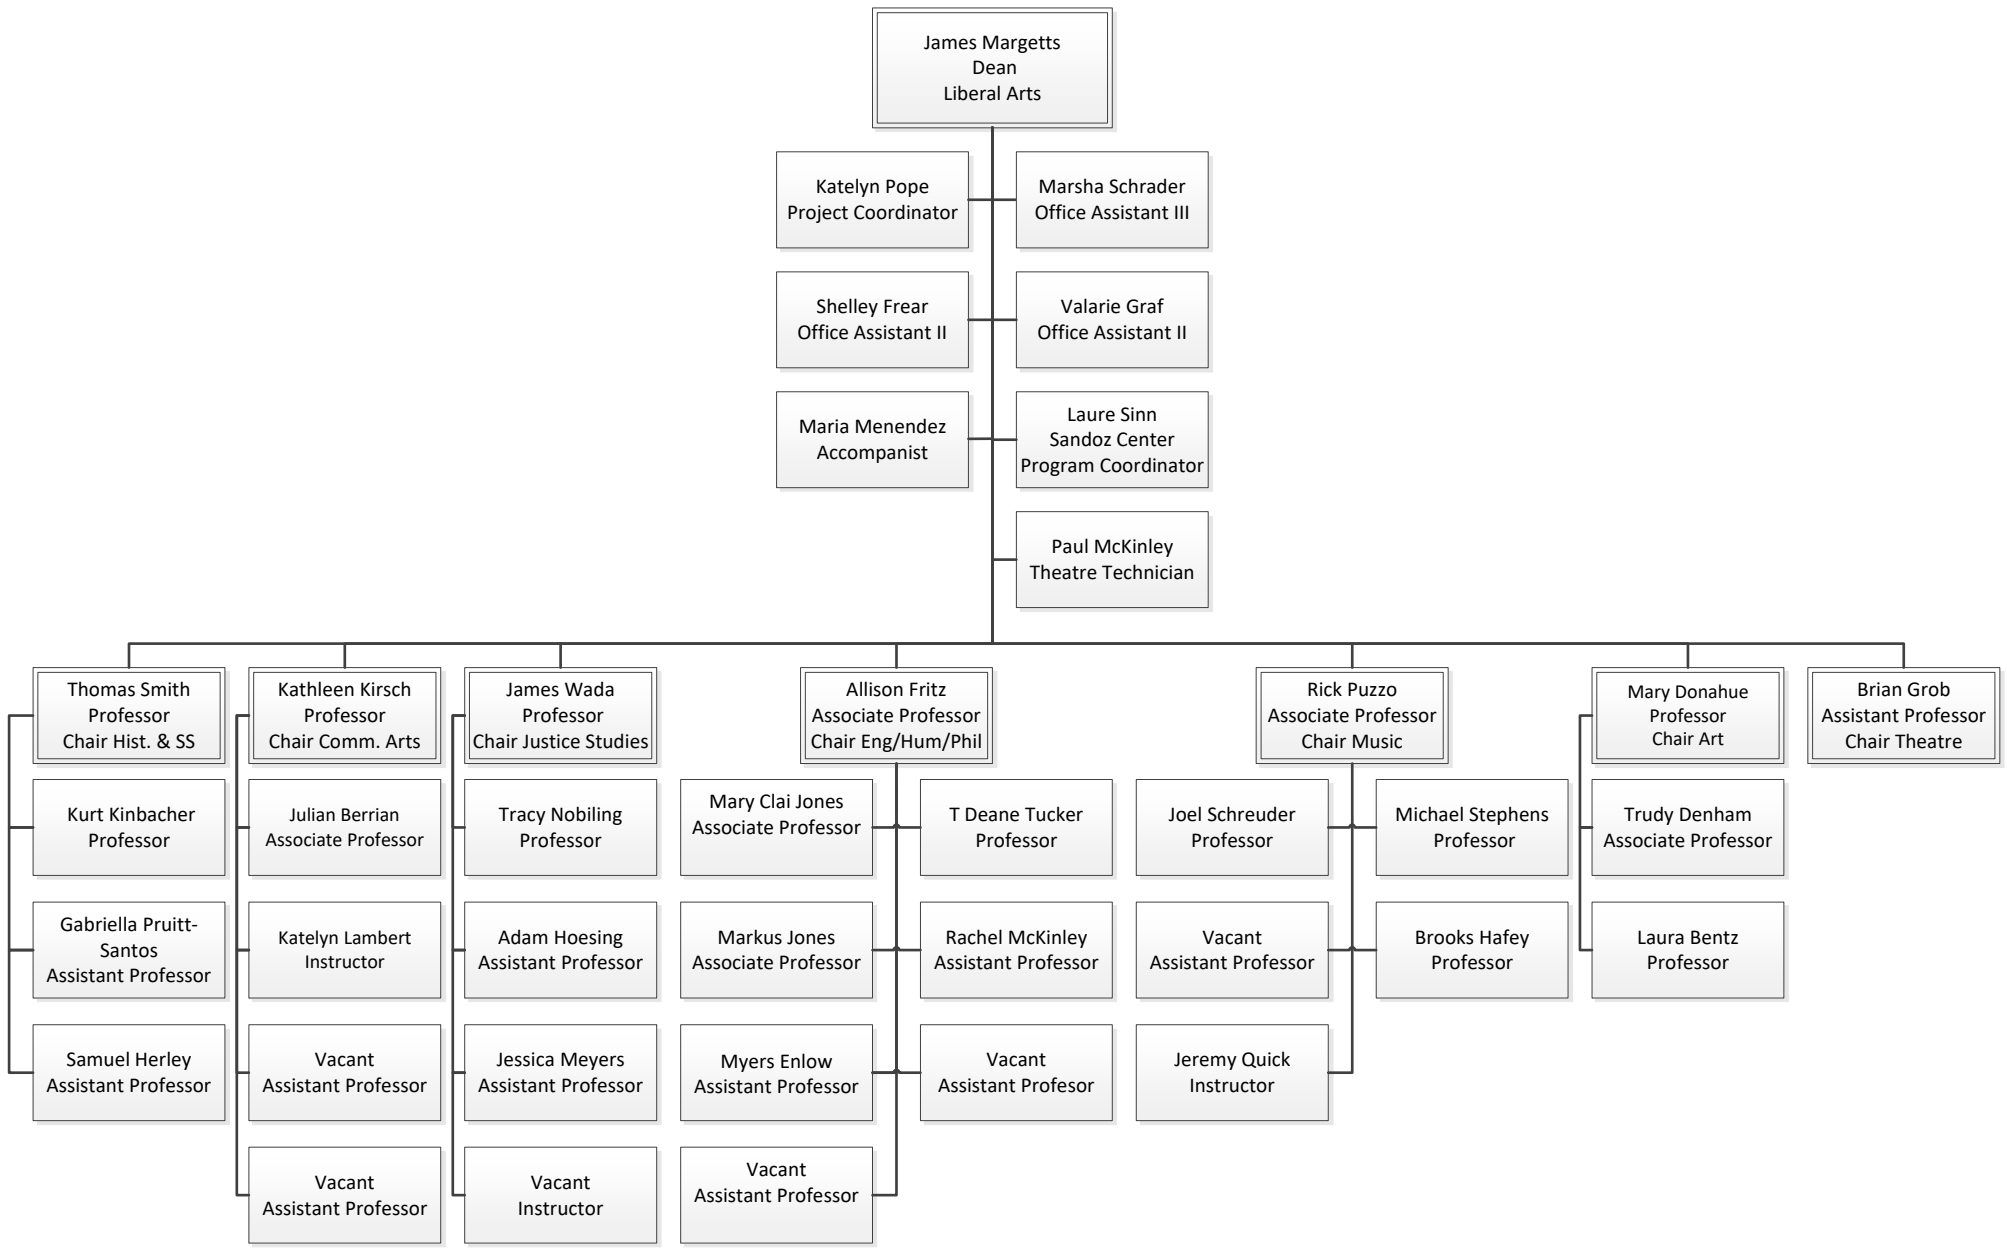 James Margetts
Dean
Liberal Arts
Katelyn Pope
Project Coordinator
Marsha Schrader
Office Assistant III
Shelley Frear
Office Assistant II
Valarie Graf
Office Assistant II
Maria Menendez
Accompanist
Laure Sinn
Sandoz Center
Program Coordinator
Paul McKinley
Theatre Technician
Thomas Smith
Professor
Chair Hist. & SS
Kathleen Kirsch
Professor
Chair Comm. Arts
James Wada
Professor
Chair Justice Studies
Allison Fritz
Associate Professor
Chair Eng/Hum/Phil
Rick Puzzo
Associate Professor
Chair Music
Mary Donahue
Professor
Chair Art
Brian Grob
Assistant Professor
Chair Theatre
Kurt Kinbacher
Professor
Julian Berrian
Associate Professor
Tracy Nobiling
Professor
Mary Clai Jones
Associate Professor
T Deane Tucker
Professor
Joel Schreuder
Professor
Michael Stephens
Professor
Trudy Denham
Associate Professor
Gabriella Pruitt-
Santos
Assistant Professor
Katelyn Lambert
Instructor
Adam Hoesing
Assistant Professor
Markus Jones
Associate Professor
Rachel McKinley
Assistant Professor
Vacant
Assistant Professor
Brooks Hafey
Professor
Laura Bentz
Professor
Samuel Herley
Assistant Professor
Vacant
Assistant Professor
Jessica Meyers
Assistant Professor
Myers Enlow
Assistant Professor
Vacant
Assistant Profesor
Jeremy Quick
Instructor
Vacant
Assistant Professor
Vacant
Instructor
Vacant
Assistant Professor